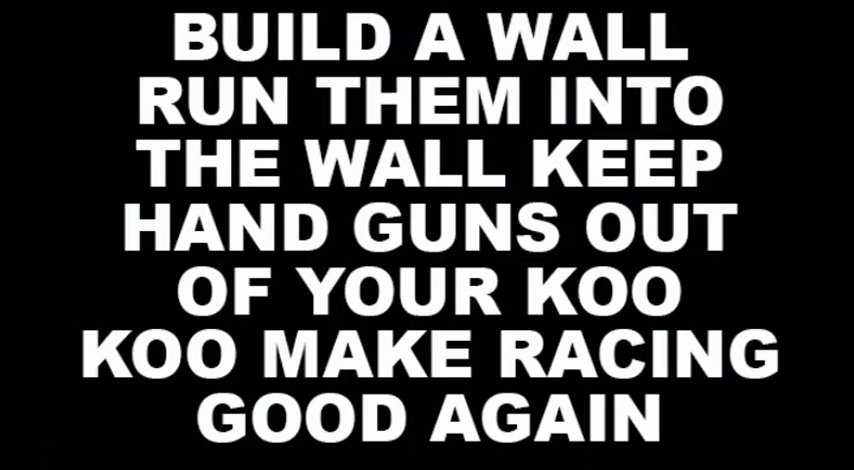 BUILD A WALL
RUN THEM INTO
THE WALL KEEP
HAND GUNS OUT
OF YOUR KOO
KOO MAKE RACING
GOOD AGAIN